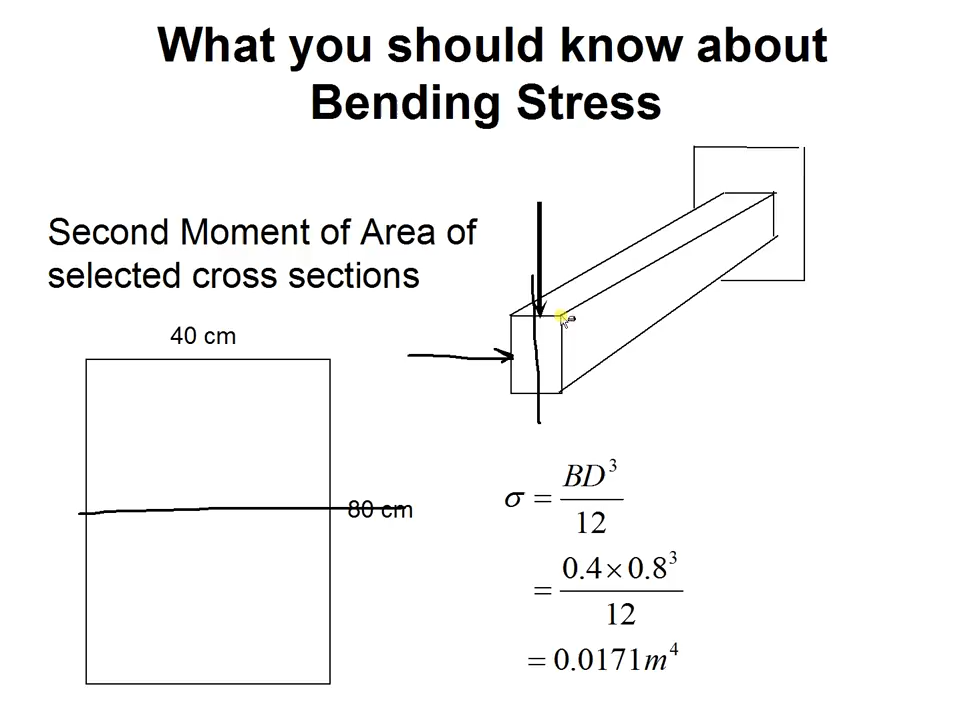 What you should know about
Bending Stress
Second Moment of Area of
selected cross sections
40 cm
80 cm
σ = BD³/12
= 0.4×0.8³/12
= 0.0171m⁴